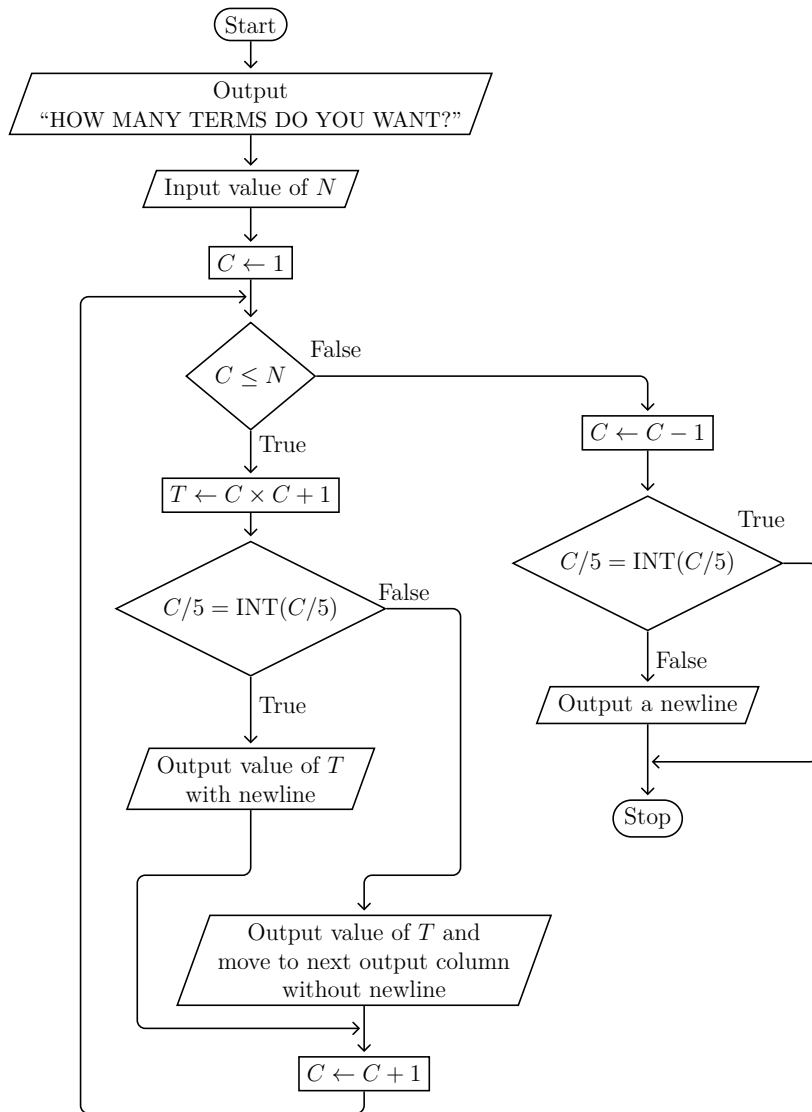 Start
Output
“HOW MANY TERMS DO YOU WANT?”
Input value of N
C ← 1
C ≤ N
False
True
T ← C × C + 1
C/5 = INT(C/5)
False
True
Output value of T
with newline
Output value of T and
move to next output column
without newline
C ← C + 1
C ← C − 1
C/5 = INT(C/5)
True
False
Output a newline
Stop